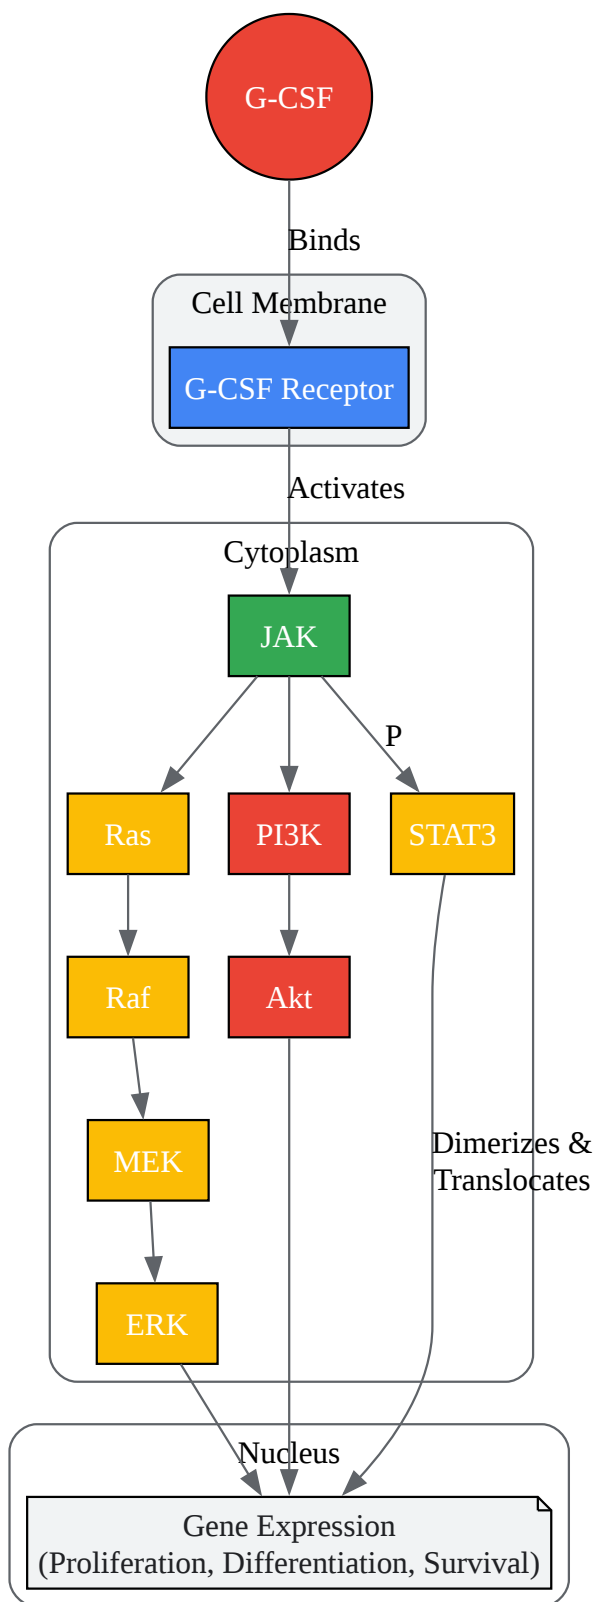 G-CSF
Binds
Cell Membrane
G-CSF Receptor
Activates
Cytoplasm
JAK
P
Ras
PI3K
STAT3
Raf
Akt
MEK
Dimerizes &
Translocates
ERK
Nucleus
Gene Expression
(Proliferation, Differentiation, Survival)